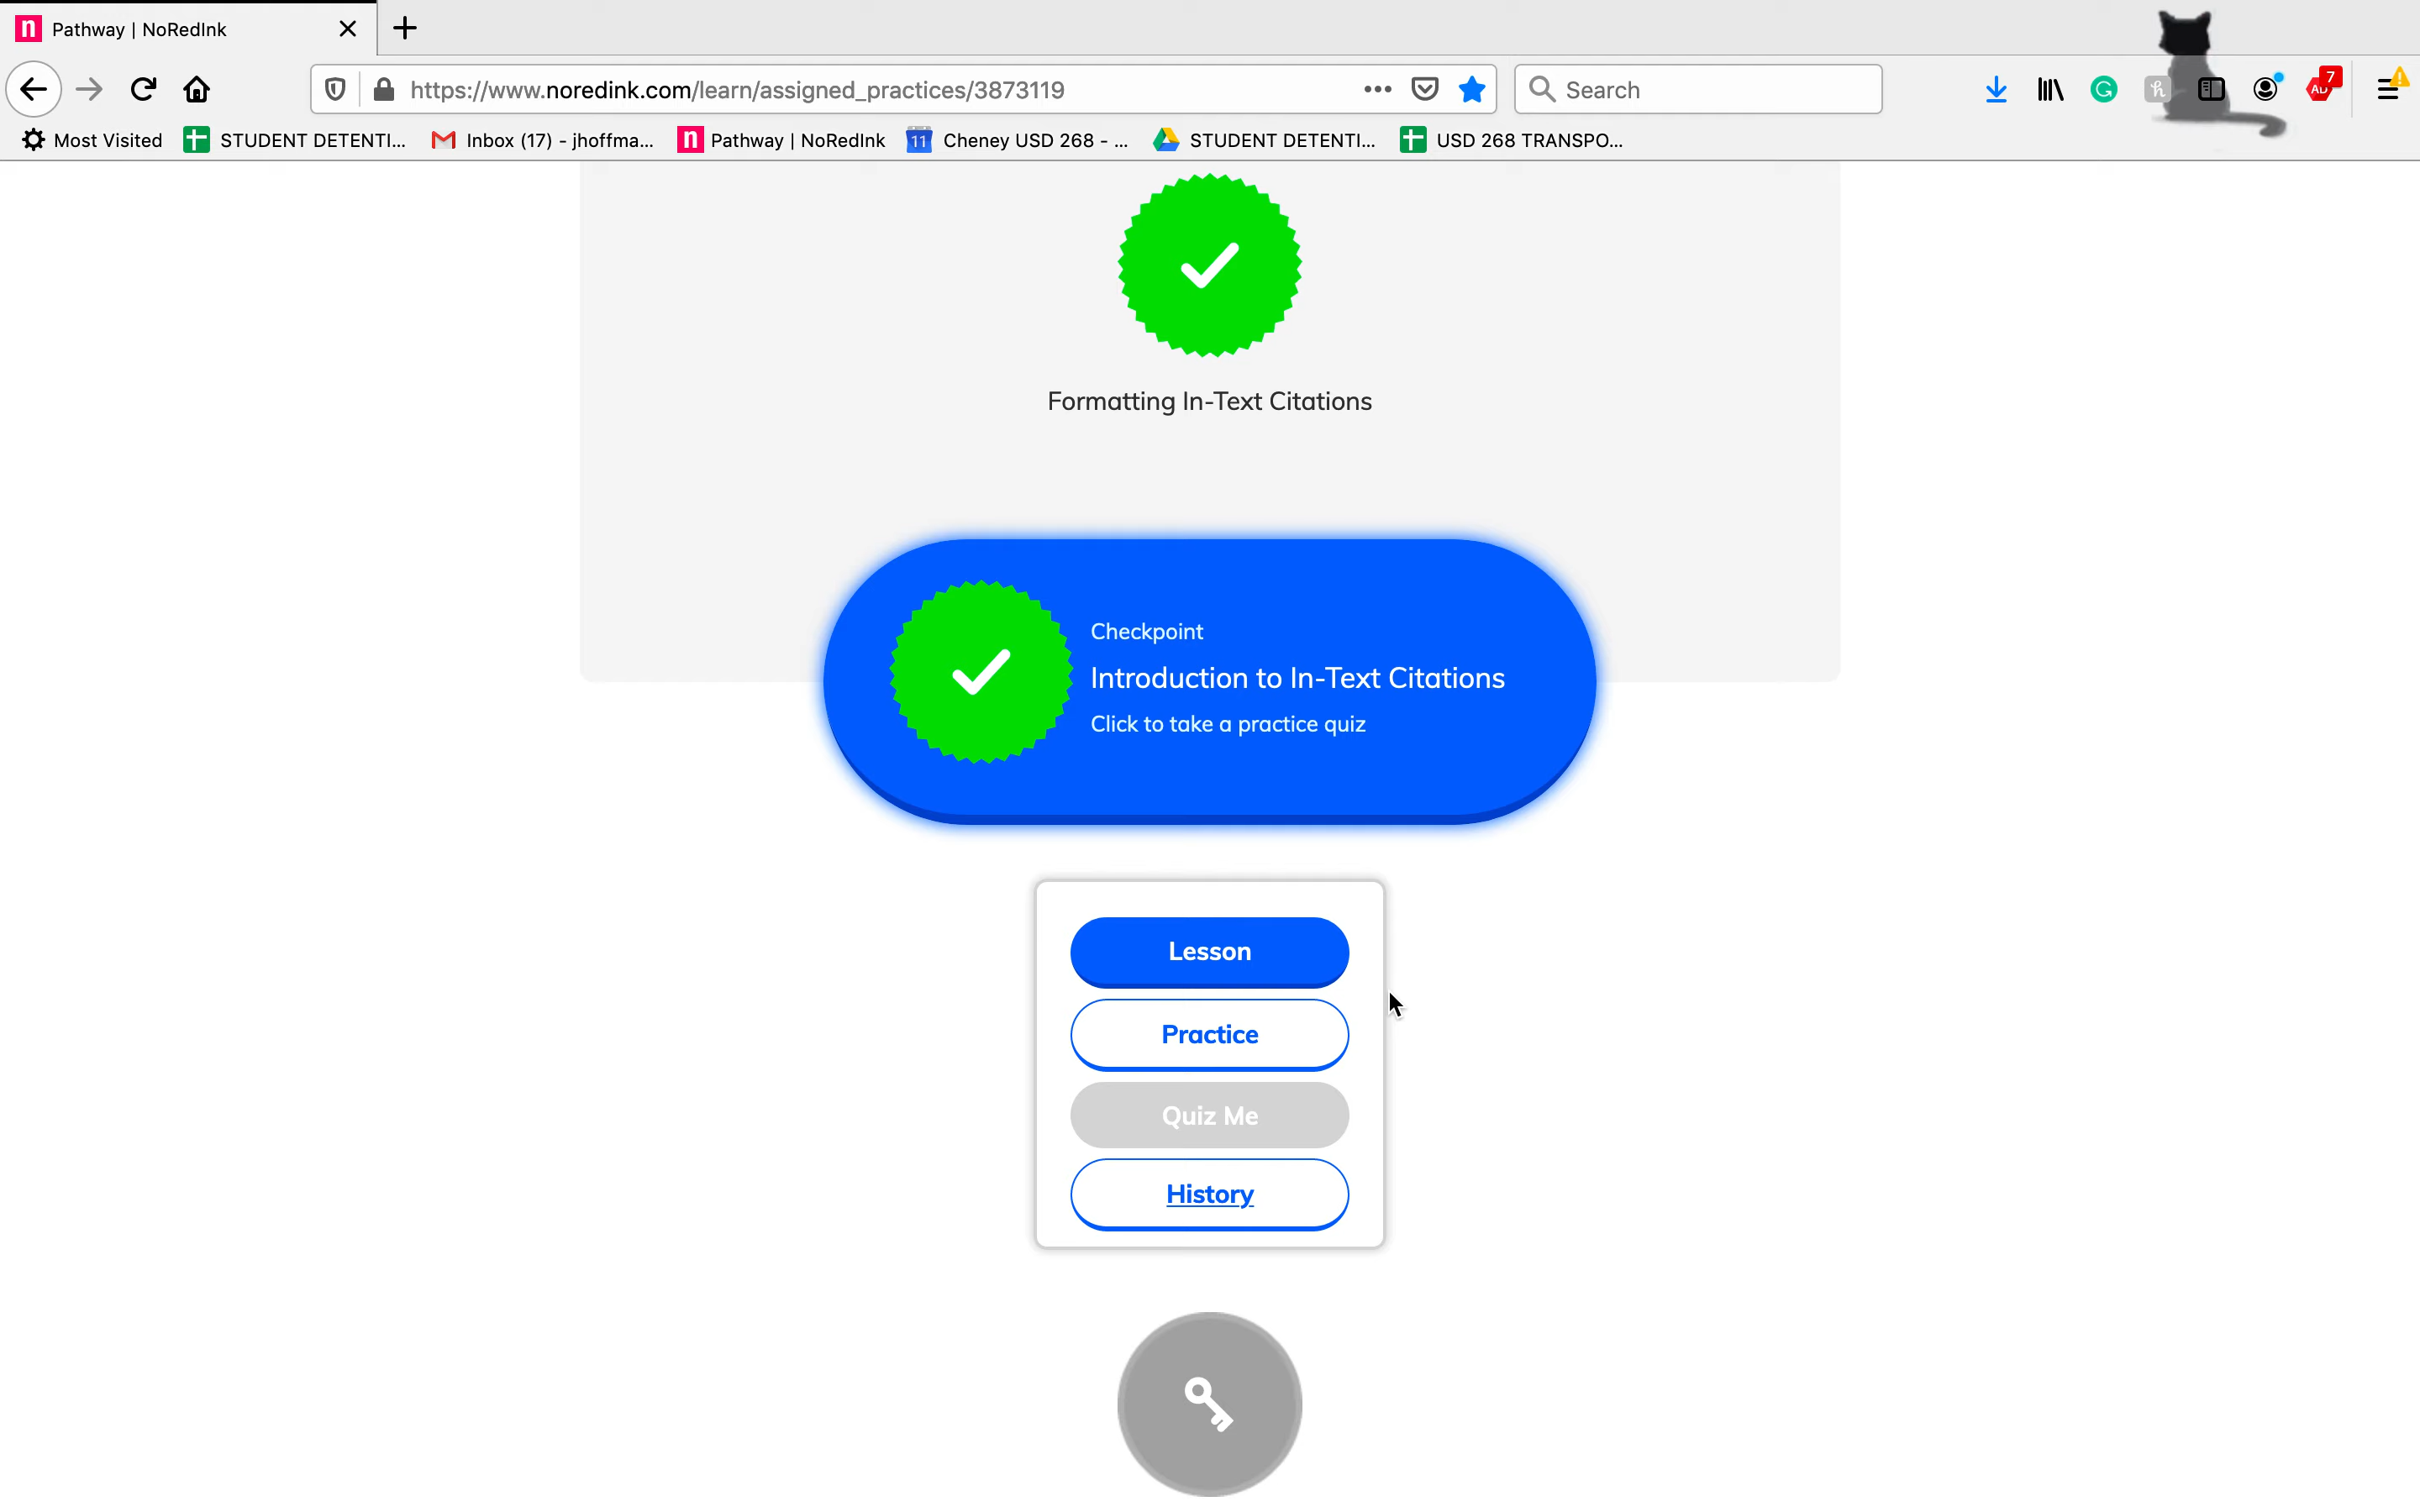 Pathway | NoRedInk
https://www.noredink.com/learn/assigned_practices/3873119
Search
7
Most Visited
STUDENT DETENTI...
Inbox (17) - jhoffma...
Pathway | NoRedInk
11
Cheney USD 268 - ...
STUDENT DETENTI...
USD 268 TRANSPO...
Formatting In-Text Citations
Checkpoint
Introduction to In-Text Citations
Click to take a practice quiz
Lesson
Practice
Quiz Me
History